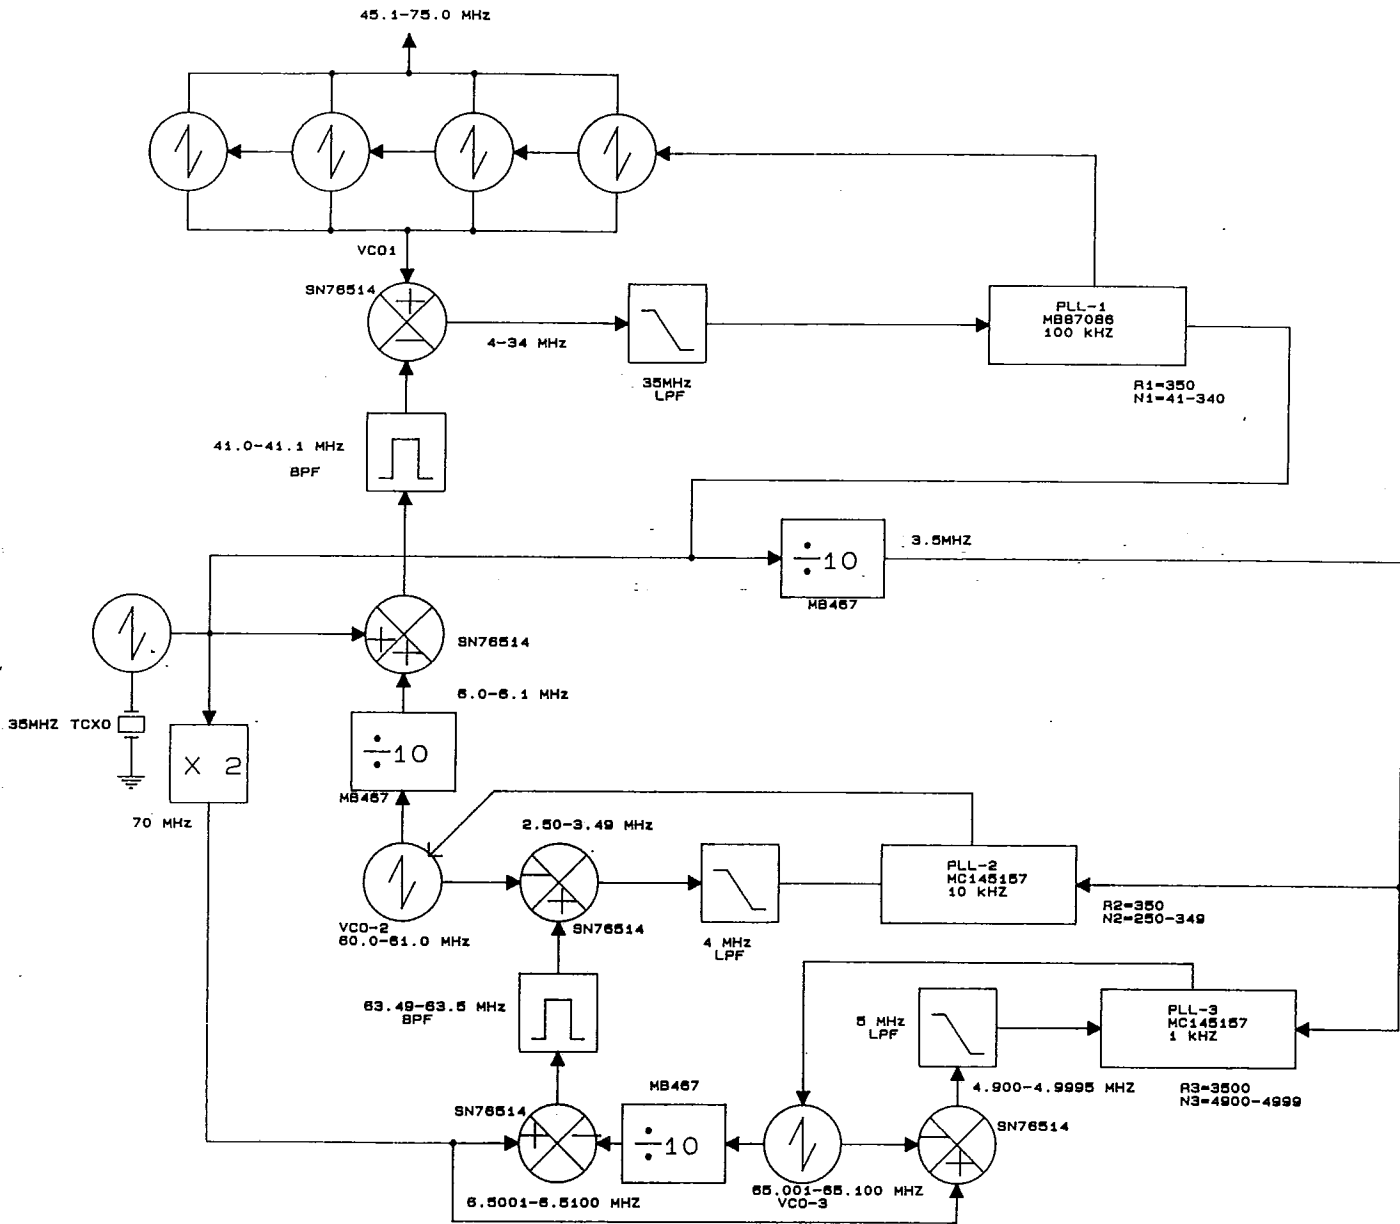 45.1-75.0 MHz
VCO1
SN76514
4-34 MHz
35MHz
LPF
PLL-1
MB87086
100 kHZ
R1=350
N1=41-340
41.0-41.1 MHz
BPF
÷10
MB467
3.5MHZ
SN76514
6.0-6.1 MHz
35MHZ TCXO
X 2
70 MHz
÷10
MB467
2.50-3.49 MHz
VCO-2
60.0-61.0 MHz
SN76514
4 MHz
LPF
PLL-2
MC145157
10 kHZ
R2=350
N2=250-349
63.49-63.5 MHz
BPF
5 MHz
LPF
PLL-3
MC145157
1 kHZ
R3=3500
N3=4900-4999
4.900-4.9995 MHZ
MB467
÷10
SN76514
6.5001-6.5100 MHZ
65.001-65.100 MHZ
VCO-3
SN76514